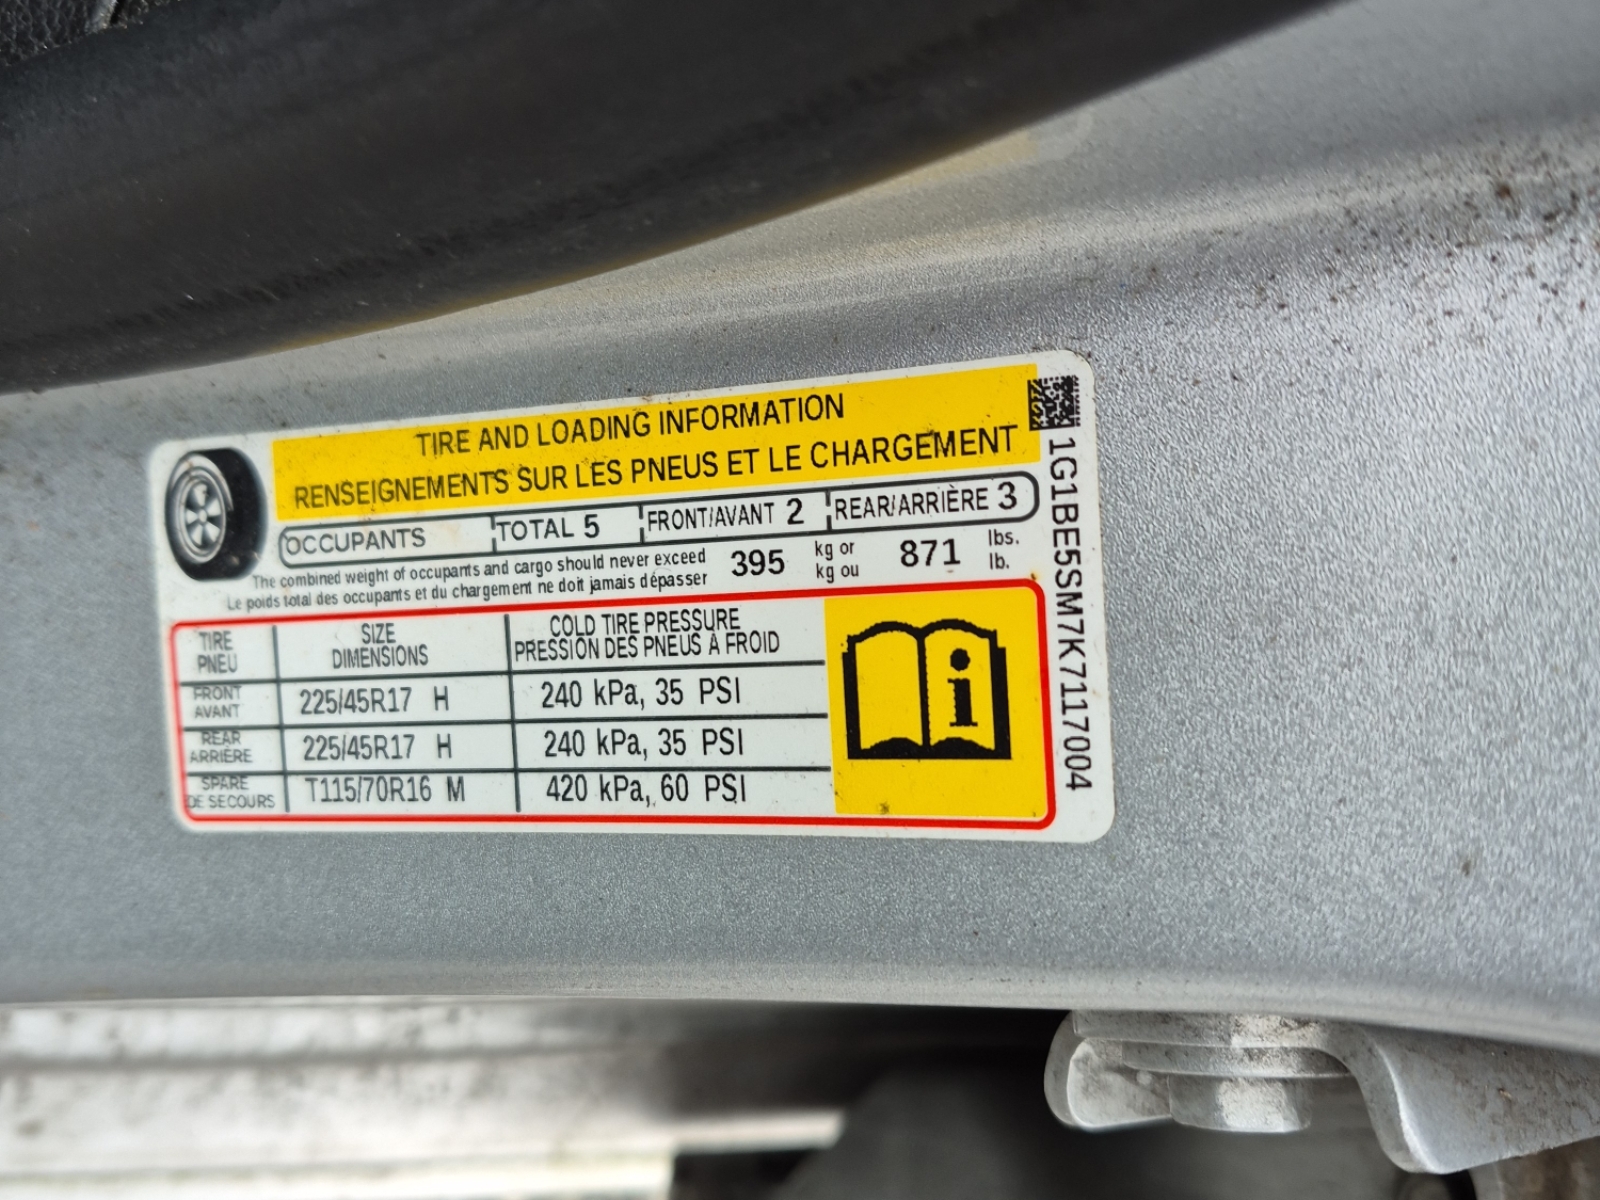 TIRE AND LOADING INFORMATION
RENSEIGNEMENTS SUR LES PNEUS ET LE CHARGEMENT
OCCUPANTS TOTAL 5 FRONT/AVANT 2 REAR/ARRIÈRE 3
The combined weight of occupants and cargo should never exceed 395 kg or 871 lbs.
Le poids total des occupants et du chargement ne doit jamais dépasser kg ou lb.
TIRE SIZE COLD TIRE PRESSURE
PNEU DIMENSIONS PRESSION DES PNEUS À FROID
FRONT
AVANT 225/45R17 H 240 kPa, 35 PSI
REAR
ARRIÈRE 225/45R17 H 240 kPa, 35 PSI
SPARE
DE SECOURS T115/70R16 M 420 kPa, 60 PSI
1G1BE5SM7K7117004